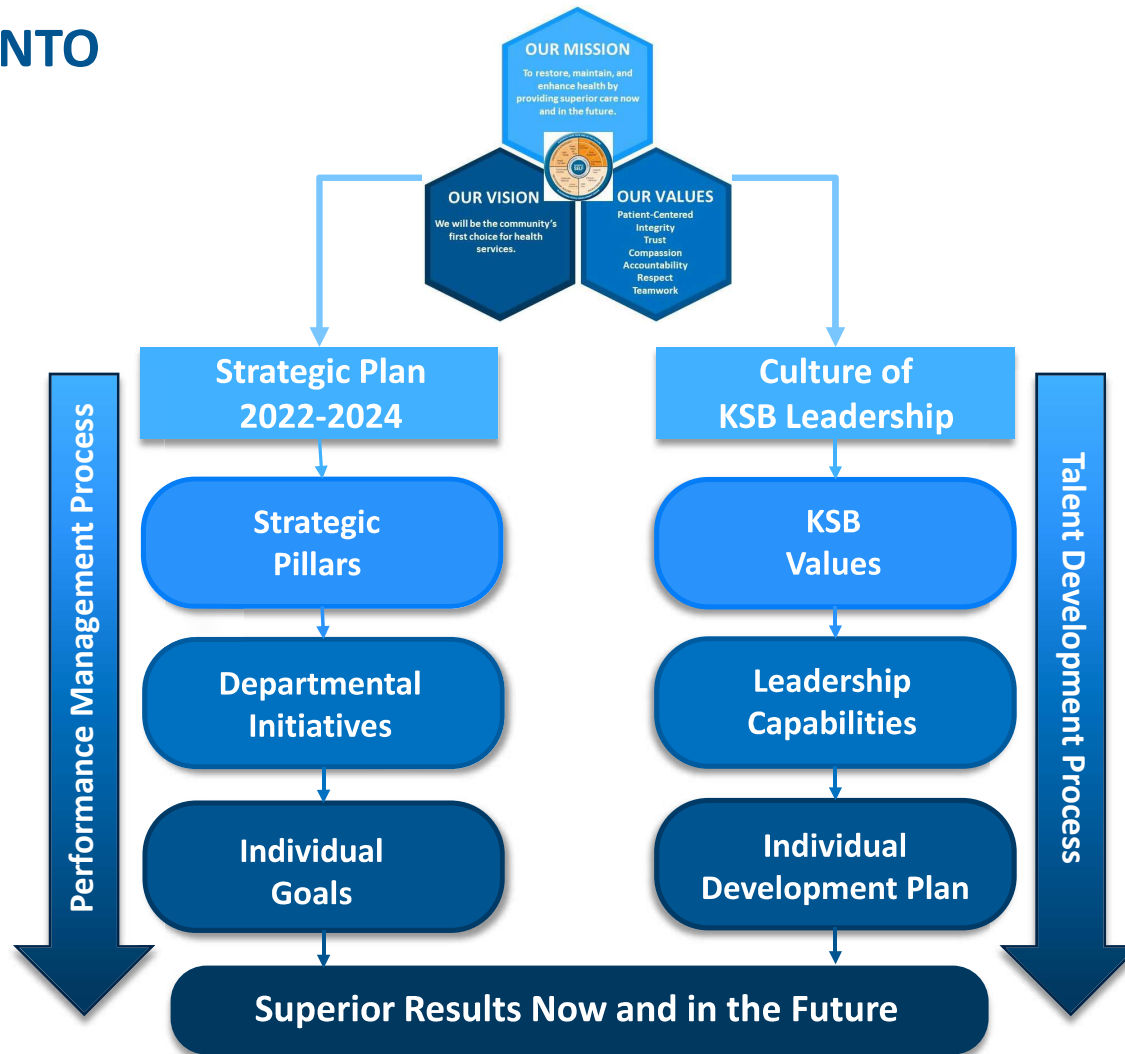 NTO
OUR MISSION
To restore, maintain, and
enhance health by
providing superior care now
and in the future.
OUR VISION
We will be the community's
first choice for health
services.
OUR VALUES
Patient-Centered
Integrity
Trust
Compassion
Accountability
Respect
Teamwork
Strategic Plan
2022-2024
Culture of
KSB Leadership
Performance Management Process
Strategic
Pillars
KSB
Values
Talent Development Process
Departmental
Initiatives
Leadership
Capabilities
Individual
Goals
Individual
Development Plan
Superior Results Now and in the Future